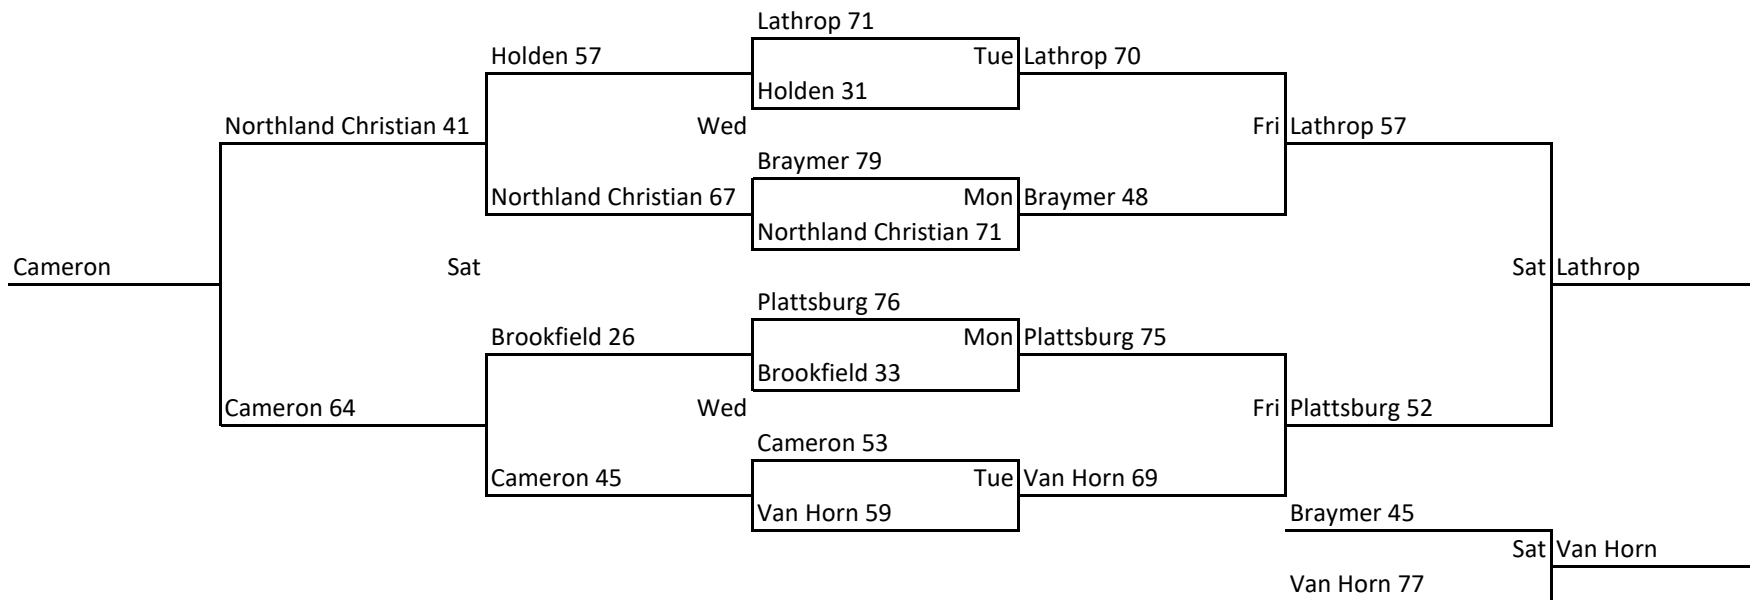 Lathrop 71
Holden 57
Tue
Lathrop 70
Holden 31
Northland Christian 41
Wed
Fri
Lathrop 57
Braymer 79
Northland Christian 67
Mon
Braymer 48
Northland Christian 71
Cameron
Sat
Sat
Lathrop
Plattsburg 76
Brookfield 26
Mon
Plattsburg 75
Brookfield 33
Cameron 64
Wed
Fri
Plattsburg 52
Cameron 53
Cameron 45
Tue
Van Horn 69
Van Horn 59
Braymer 45
Sat
Van Horn
Van Horn 77